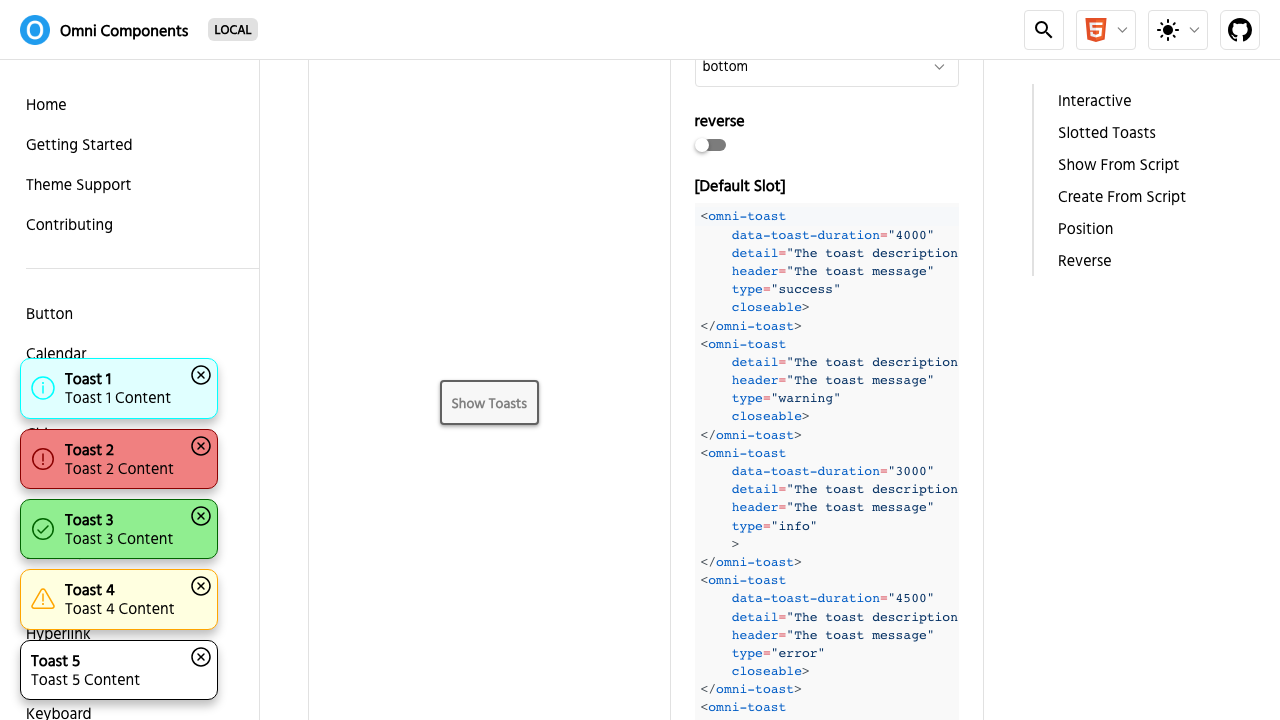 Omni Components
LOCAL
Home
Getting Started
Theme Support
Contributing
Button
Calendar
Toast 1
Toast 1 Content
Toast 2
Toast 2 Content
Toast 3
Toast 3 Content
Toast 4
Toast 4 Content
Hyperlink
Toast 5
Toast 5 Content
Keyboard
Show Toasts
bottom
reverse
[Default Slot]
<omni-toast
data-toast-duration="4000"
detail="The toast description
header="The toast message"
type="success"
closeable>
</omni-toast>
<omni-toast
detail="The toast description
header="The toast message"
type="warning"
closeable>
</omni-toast>
<omni-toast
data-toast-duration="3000"
detail="The toast description
header="The toast message"
type="info"
>
</omni-toast>
<omni-toast
data-toast-duration="4500"
detail="The toast description
header="The toast message"
type="error"
closeable>
</omni-toast>
<omni-toast
Interactive
Slotted Toasts
Show From Script
Create From Script
Position
Reverse